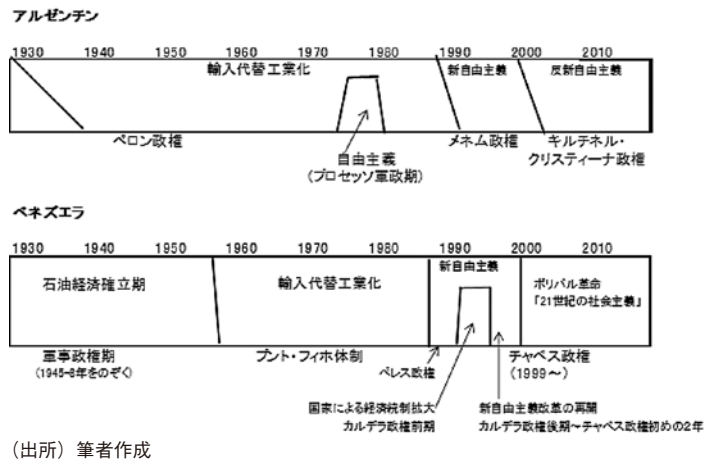 アルゼンチン
1930 1940 1950 1960 1970 1980 1990 2000 2010
輸入代替工業化 新自由主義 反新自由主義
ペロン政権 メネム政権 キルチネル・
クリスティーナ政権
自由主義
(プロセッソ軍政期)
ベネズエラ
1930 1940 1950 1960 1970 1980 1990 2000 2010
新自由主義
石油経済確立期 輸入代替工業化 ボリバル革命
「21世紀の社会主義」
軍事政権期 プント・フィホ体制 ペレス政権 チャベス政権
(1945-8年をのぞく) (1999～)
国家による経済統制拡大 新自由主義改革の再開
カルデラ政権前期 カルデラ政権後期～チャベス政権初めの2年
(出所) 筆者作成